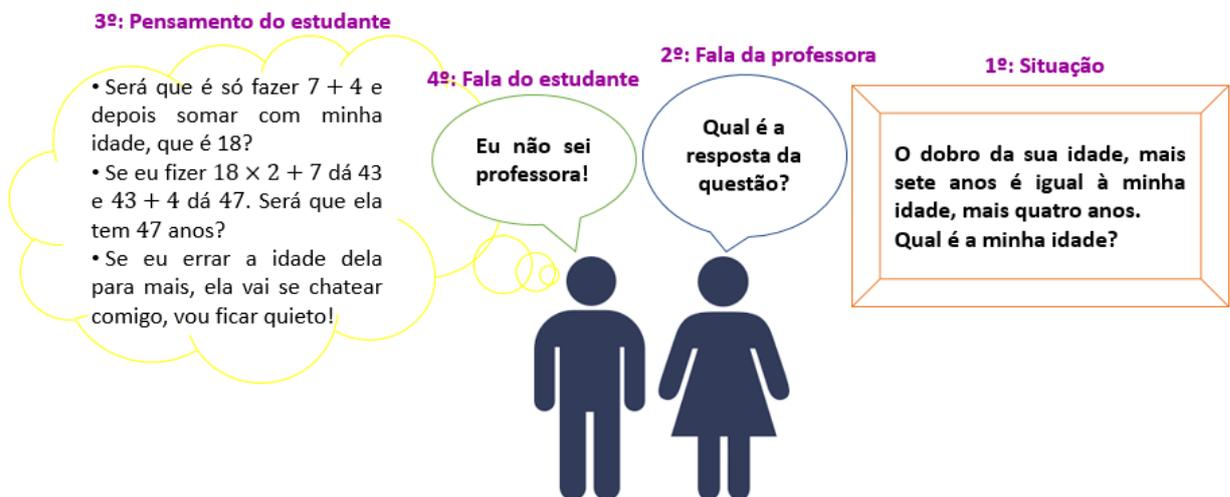 3º: Pensamento do estudante
• Será que é só fazer 7 + 4 e
depois somar com minha
idade, que é 18?
• Se eu fizer 18 × 2 + 7 dá 43
e 43 + 4 dá 47. Será que ela
tem 47 anos?
• Se eu errar a idade dela
para mais, ela vai se chatear
comigo, vou ficar quieto!
4º: Fala do estudante
Eu não sei
professora!
2º: Fala da professora
Qual é a
resposta da
questão?
1º: Situação
O dobro da sua idade, mais
sete anos é igual à minha
idade, mais quatro anos.
Qual é a minha idade?